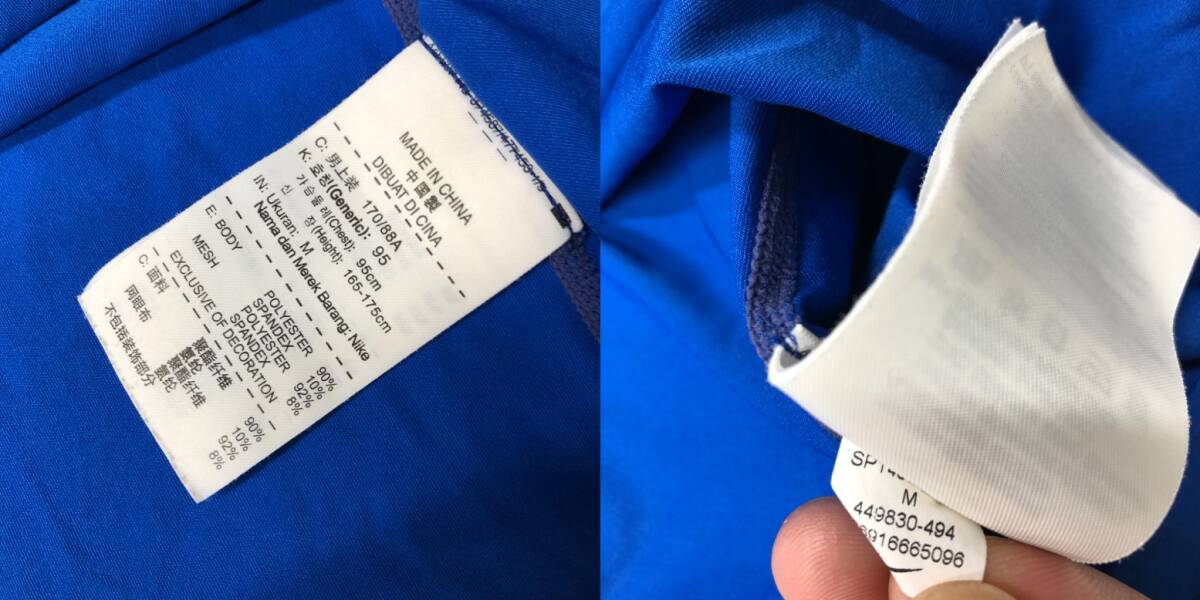 MADE IN CHINA
中国製
DIBUAT DI CINA
C: 男上装 170/88A
K: 호칭(Generic): 95
가슴둘레(Chest): 95cm
신 장(Height): 165-175cm
IN: Ukuran: M
Nama dan Merek Barang: Nike
E: BODY POLYESTER 90%
SPANDEX 10%
MESH POLYESTER 92%
SPANDEX 8%
EXCLUSIVE OF DECORATION
C: 面料 聚酯纤维 90%
氨纶 10%
网眼布 聚酯纤维 92%
氨纶 8%
不包括装饰部分
M
449830-494
916665096